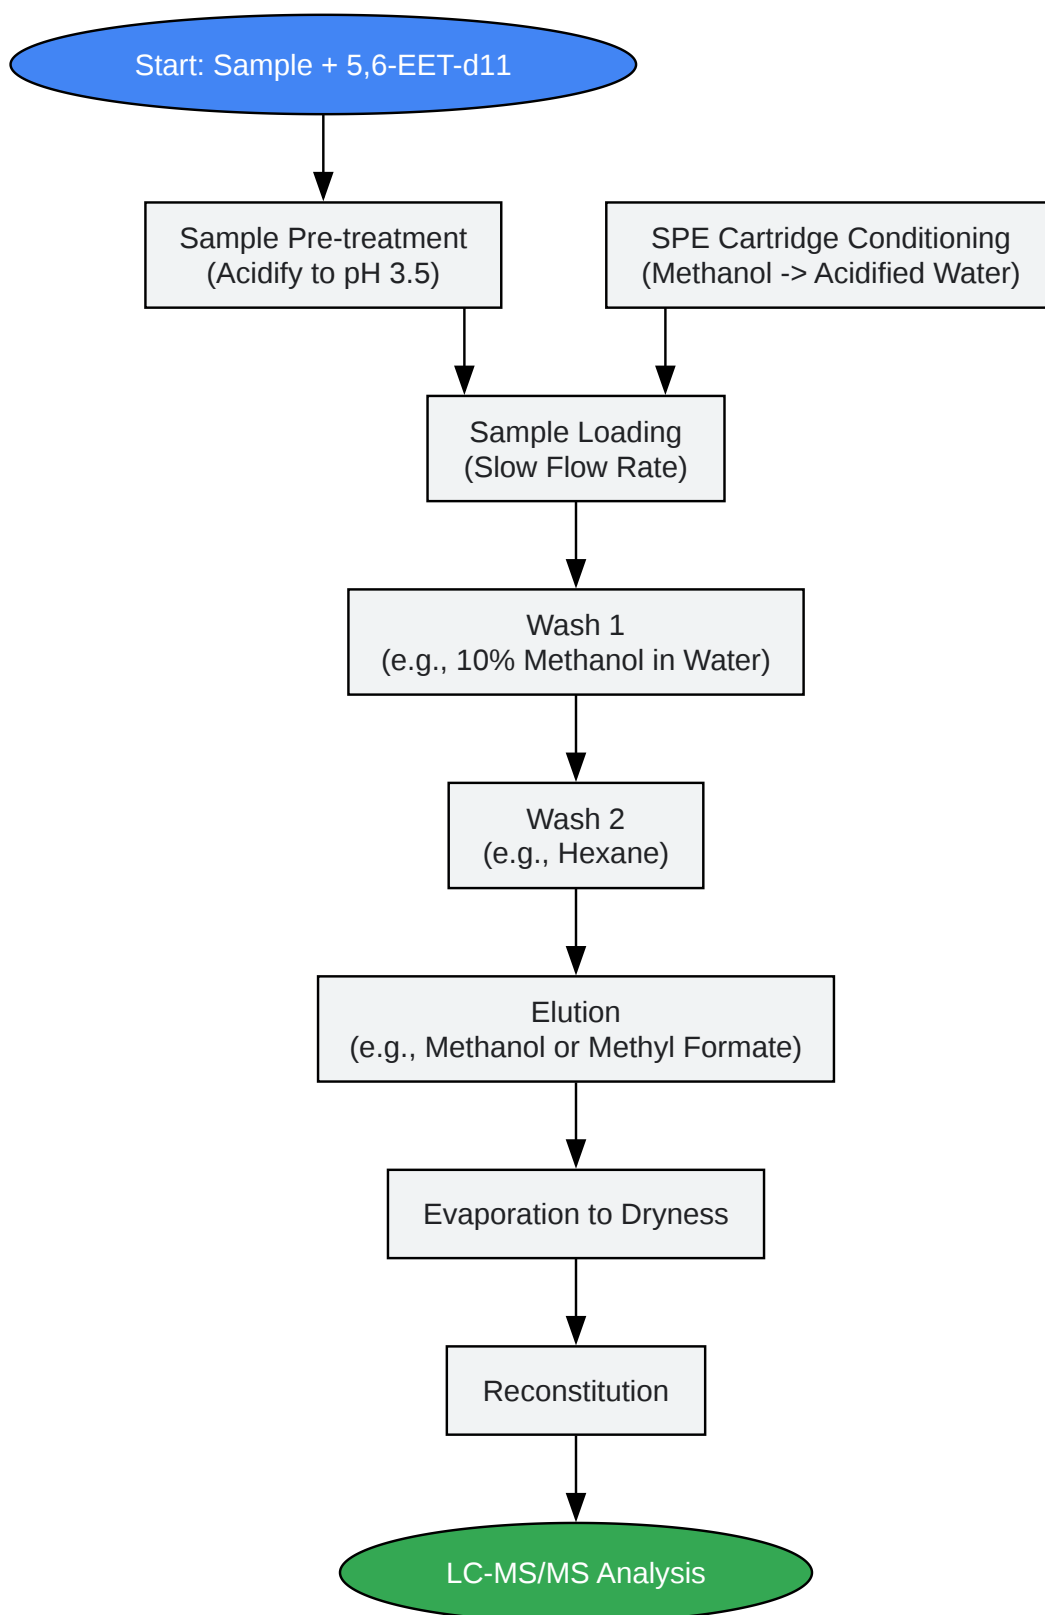 Start: Sample + 5,6-EET-d11
Sample Pre-treatment
(Acidify to pH 3.5)
SPE Cartridge Conditioning
(Methanol -> Acidified Water)
Sample Loading
(Slow Flow Rate)
Wash 1
(e.g., 10% Methanol in Water)
Wash 2
(e.g., Hexane)
Elution
(e.g., Methanol or Methyl Formate)
Evaporation to Dryness
Reconstitution
LC-MS/MS Analysis